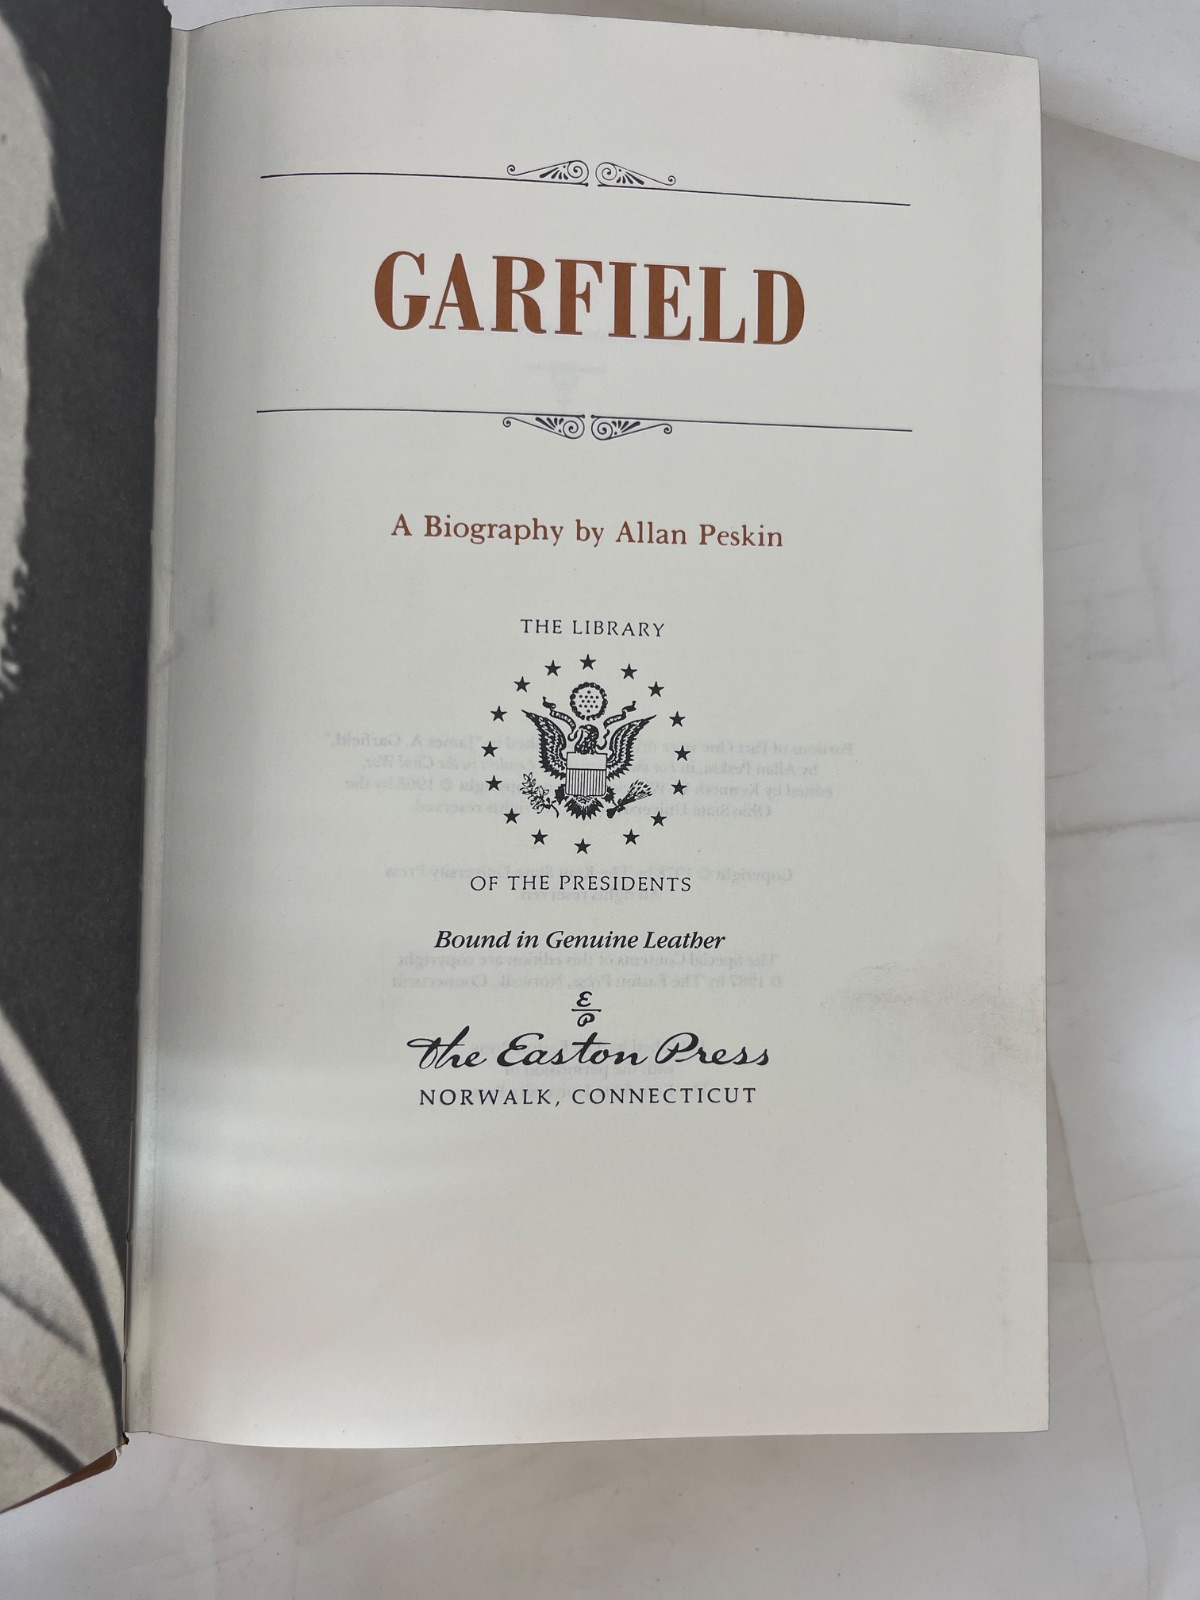 GARFIELD
A Biography by Allan Peskin
THE LIBRARY
OF THE PRESIDENTS
Bound in Genuine Leather
E
P
The Easton Press
NORWALK, CONNECTICUT